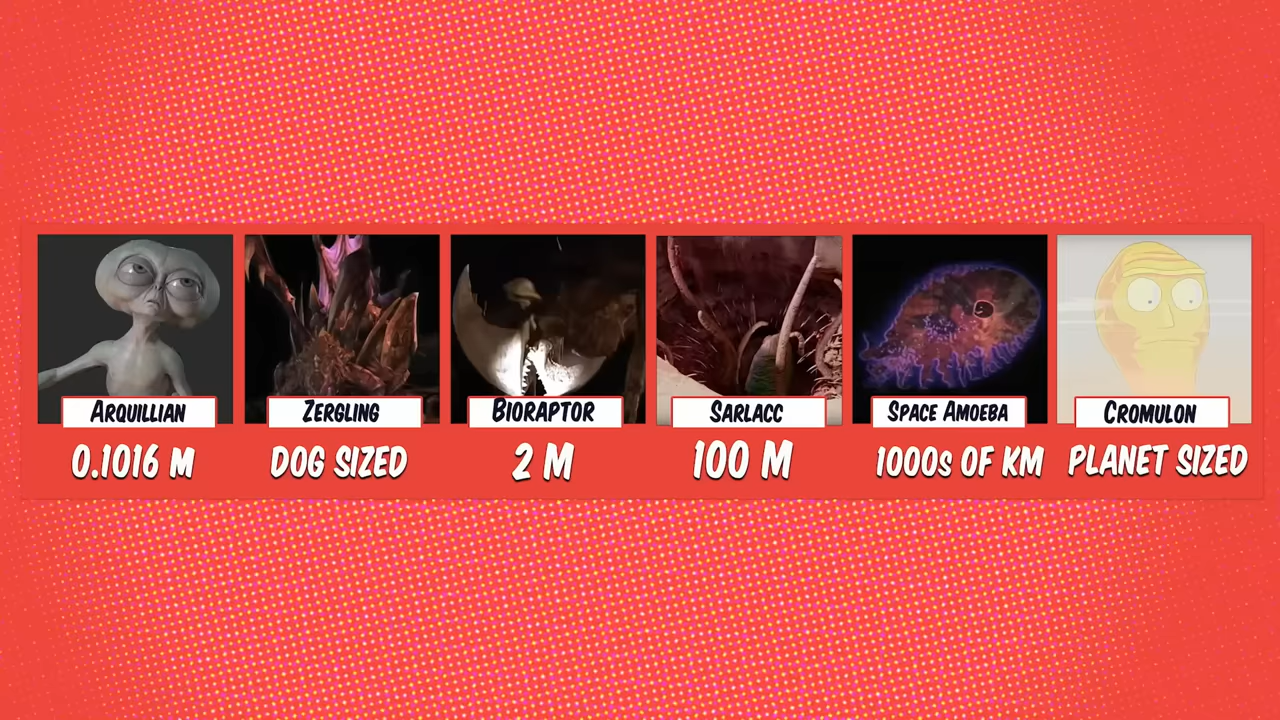 Arquillian
Zergling
Bioraptor
Sarlacc
Space Amoeba
Cromulon
0.1016 M
DOG SIZED
2 M
100 M
1000s OF KM
PLANET SIZED